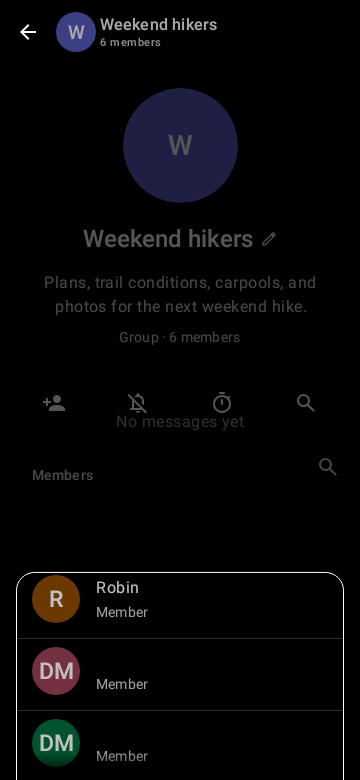 W
Weekend hikers
6 members
W
Weekend hikers
Plans, trail conditions, carpools, and
photos for the next weekend hike.
Group · 6 members
No messages yet
Members
R
Robin
Member
DM
Member
DM
Member